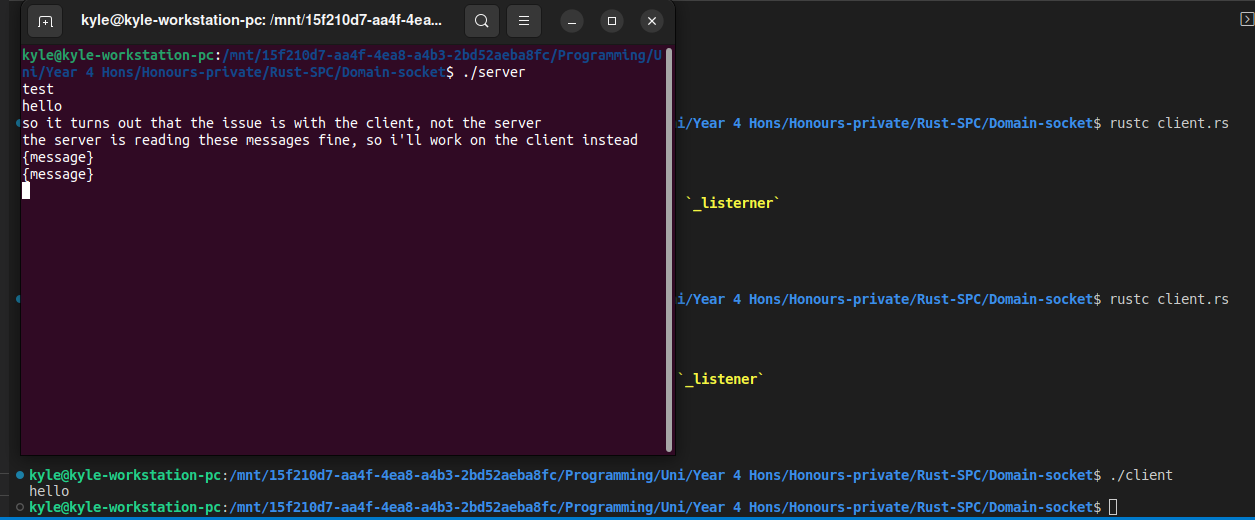 kyle@kyle-workstation-pc: /mnt/15f210d7-aa4f-4ea...
kyle@kyle-workstation-pc:/mnt/15f210d7-aa4f-4ea8-a4b3-2bd52aeba8fc/Programming/U
ni/Year 4 Hons/Honours-private/Rust-SPC/Domain-socket$ ./server
test
hello
so it turns out that the issue is with the client, not the server
the server is reading these messages fine, so i'll work on the client instead
{message}
{message}
i/Year 4 Hons/Honours-private/Rust-SPC/Domain-socket$ rustc client.rs
`_listerner`
i/Year 4 Hons/Honours-private/Rust-SPC/Domain-socket$ rustc client.rs
`_listener`
kyle@kyle-workstation-pc:/mnt/15f210d7-aa4f-4ea8-a4b3-2bd52aeba8fc/Programming/Uni/Year 4 Hons/Honours-private/Rust-SPC/Domain-socket$ ./client
hello
kyle@kyle-workstation-pc:/mnt/15f210d7-aa4f-4ea8-a4b3-2bd52aeba8fc/Programming/Uni/Year 4 Hons/Honours-private/Rust-SPC/Domain-socket$